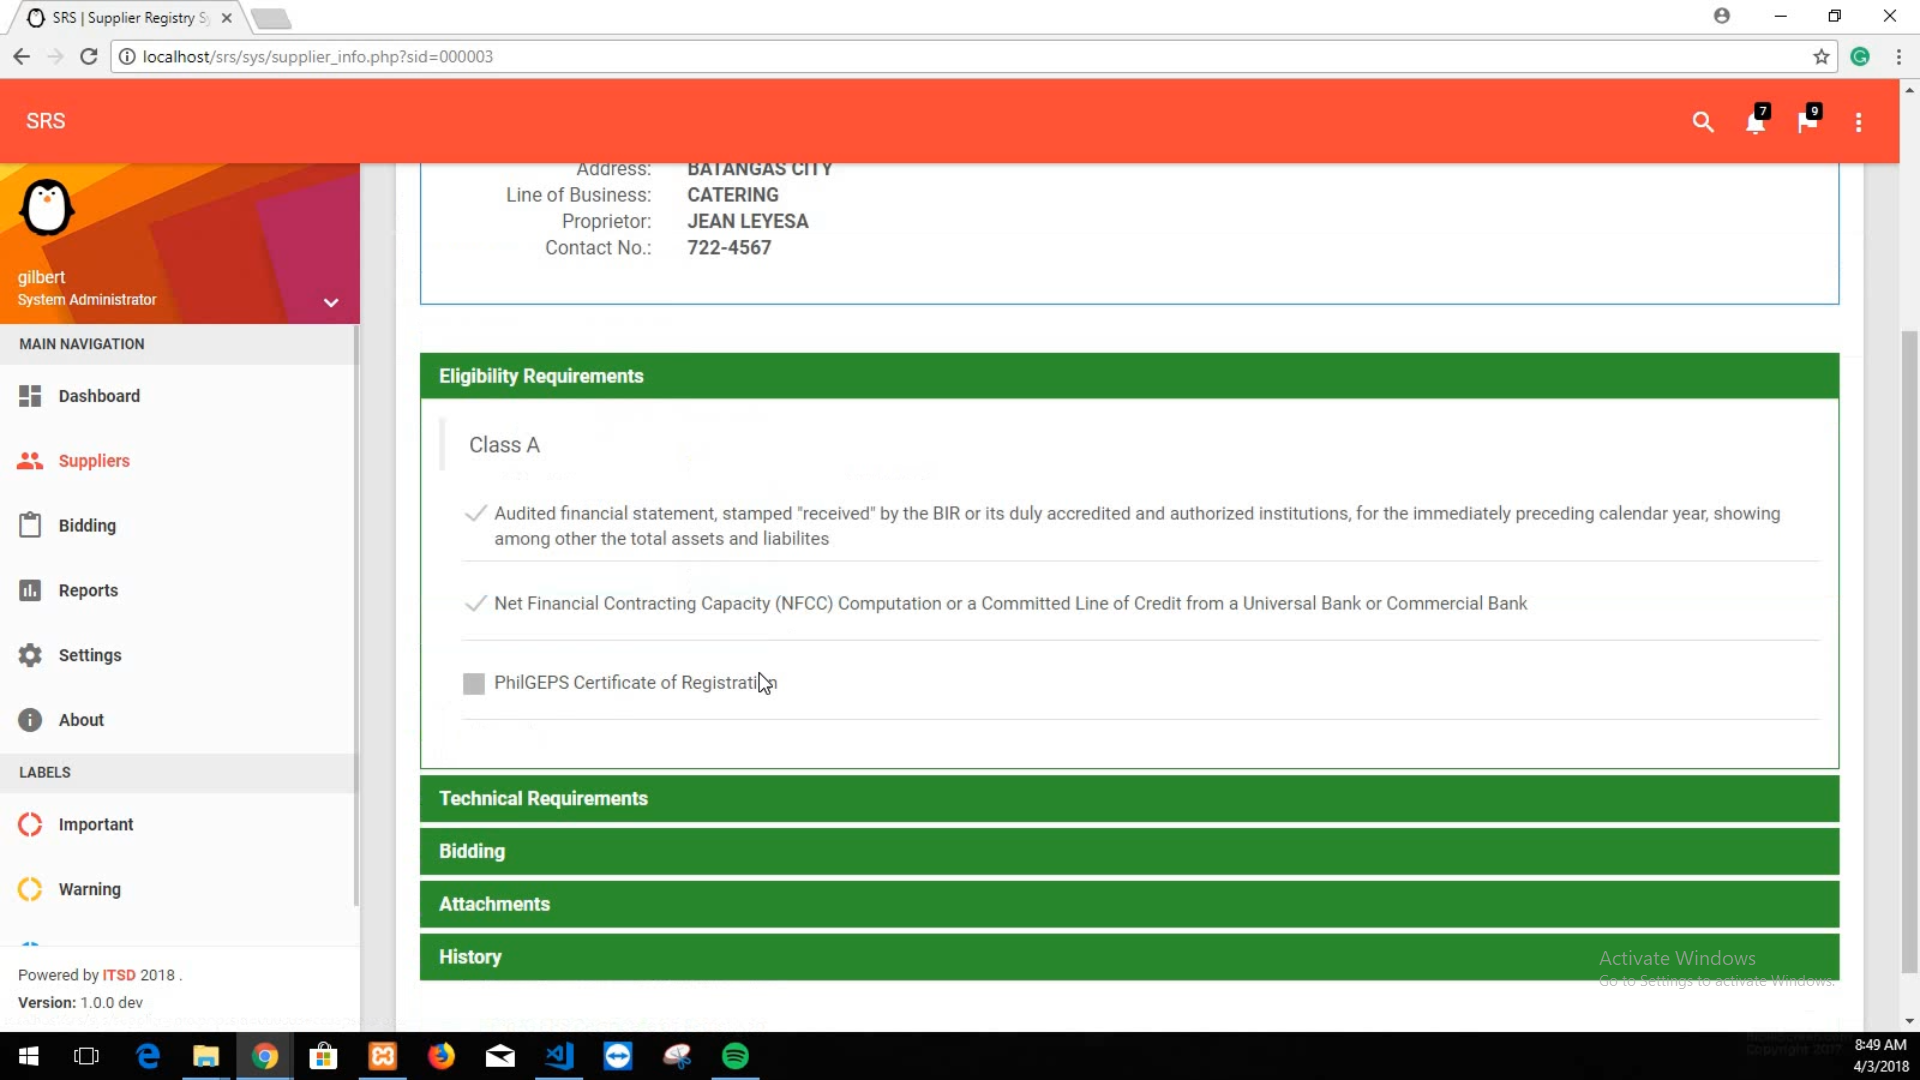 SRS | Supplier Registry S
localhost/srs/sys/supplier_info.php?sid=000003
SRS
7
9
gilbert
System Administrator
MAIN NAVIGATION
Dashboard
Suppliers
Bidding
Reports
Settings
About
LABELS
Important
Warning
Powered by ITSD 2018 .
Version: 1.0.0 dev
Address: BATANGAS CITY
Line of Business: CATERING
Proprietor: JEAN LEYESA
Contact No.: 722-4567
Eligibility Requirements
Class A
Audited financial statement, stamped "received" by the BIR or its duly accredited and authorized institutions, for the immediately preceding calendar year, showing
among other the total assets and liabilites
Net Financial Contracting Capacity (NFCC) Computation or a Committed Line of Credit from a Universal Bank or Commercial Bank
PhilGEPS Certificate of Registration
Technical Requirements
Bidding
Attachments
History
Activate Windows
Go to Settings to activate Windows.
8:49 AM
4/3/2018